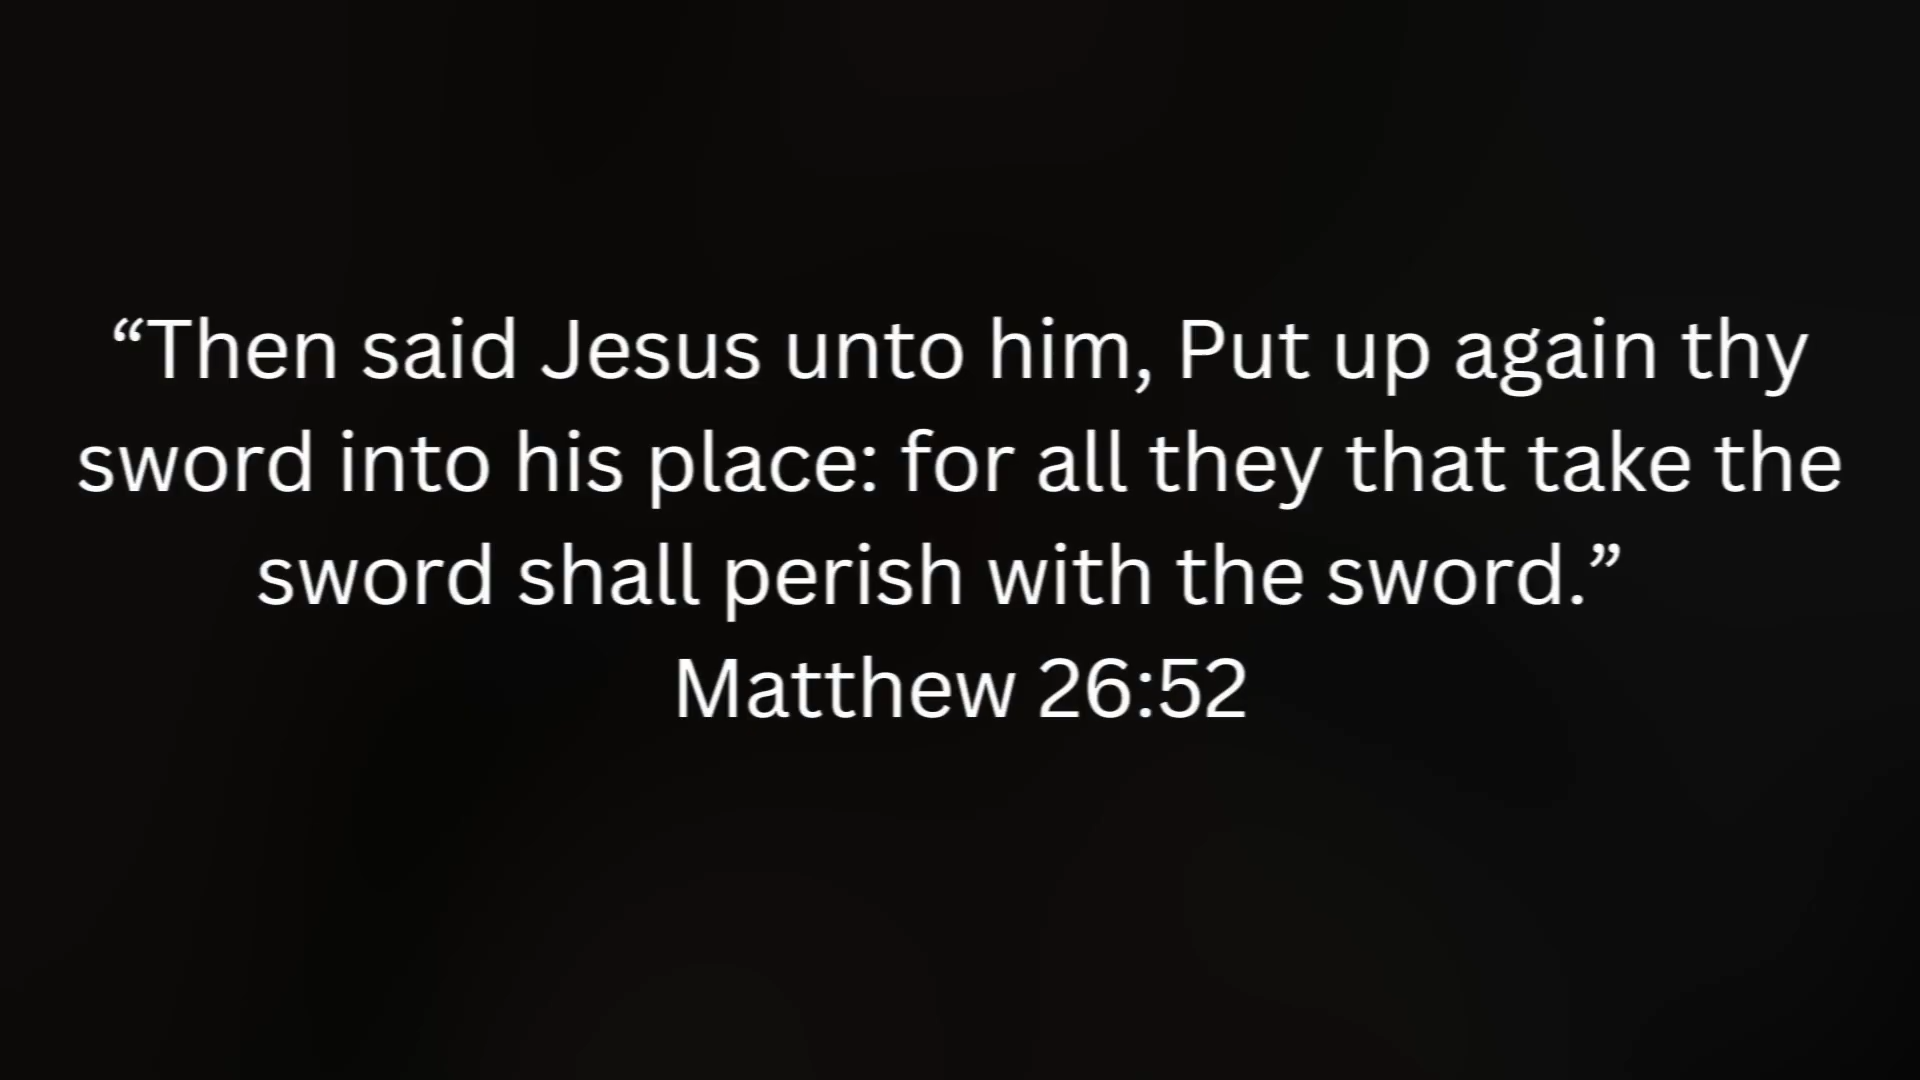 “Then said Jesus unto him, Put up again thy
sword into his place: for all they that take the
sword shall perish with the sword.”
Matthew 26:52